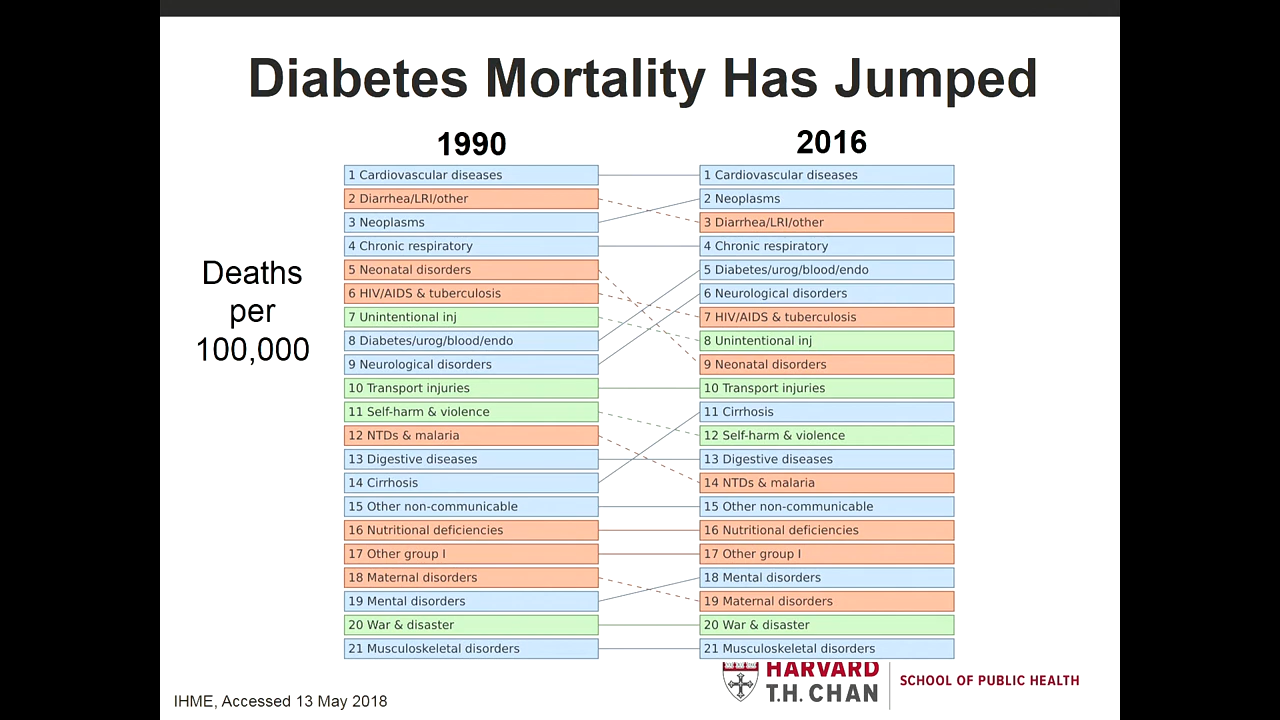 Diabetes Mortality Has Jumped
1990
2016
Deaths
per
100,000
1 Cardiovascular diseases
2 Diarrhea/LRI/other
3 Neoplasms
4 Chronic respiratory
5 Neonatal disorders
6 HIV/AIDS & tuberculosis
7 Unintentional inj
8 Diabetes/urog/blood/endo
9 Neurological disorders
10 Transport injuries
11 Self-harm & violence
12 NTDs & malaria
13 Digestive diseases
14 Cirrhosis
15 Other non-communicable
16 Nutritional deficiencies
17 Other group I
18 Maternal disorders
19 Mental disorders
20 War & disaster
21 Musculoskeletal disorders
1 Cardiovascular diseases
2 Neoplasms
3 Diarrhea/LRI/other
4 Chronic respiratory
5 Diabetes/urog/blood/endo
6 Neurological disorders
7 HIV/AIDS & tuberculosis
8 Unintentional inj
9 Neonatal disorders
10 Transport injuries
11 Cirrhosis
12 Self-harm & violence
13 Digestive diseases
14 NTDs & malaria
15 Other non-communicable
16 Nutritional deficiencies
17 Other group I
18 Mental disorders
19 Maternal disorders
20 War & disaster
21 Musculoskeletal disorders
HARVARD
T.H. CHAN
SCHOOL OF PUBLIC HEALTH
IHME, Accessed 13 May 2018